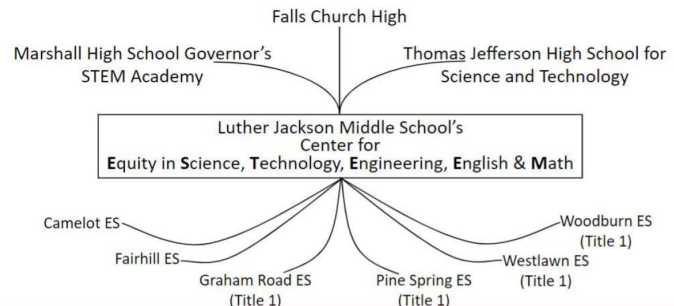 Falls Church High
Marshall High School Governor's
STEM Academy
Thomas Jefferson High School for
Science and Technology
Luther Jackson Middle School's
Center for
Equity in Science, Technology, Engineering, English & Math
Camelot ES
Fairhill ES
Graham Road ES
(Title 1)
Pine Spring ES
(Title 1)
Westlawn ES
(Title 1)
Woodburn ES
(Title 1)